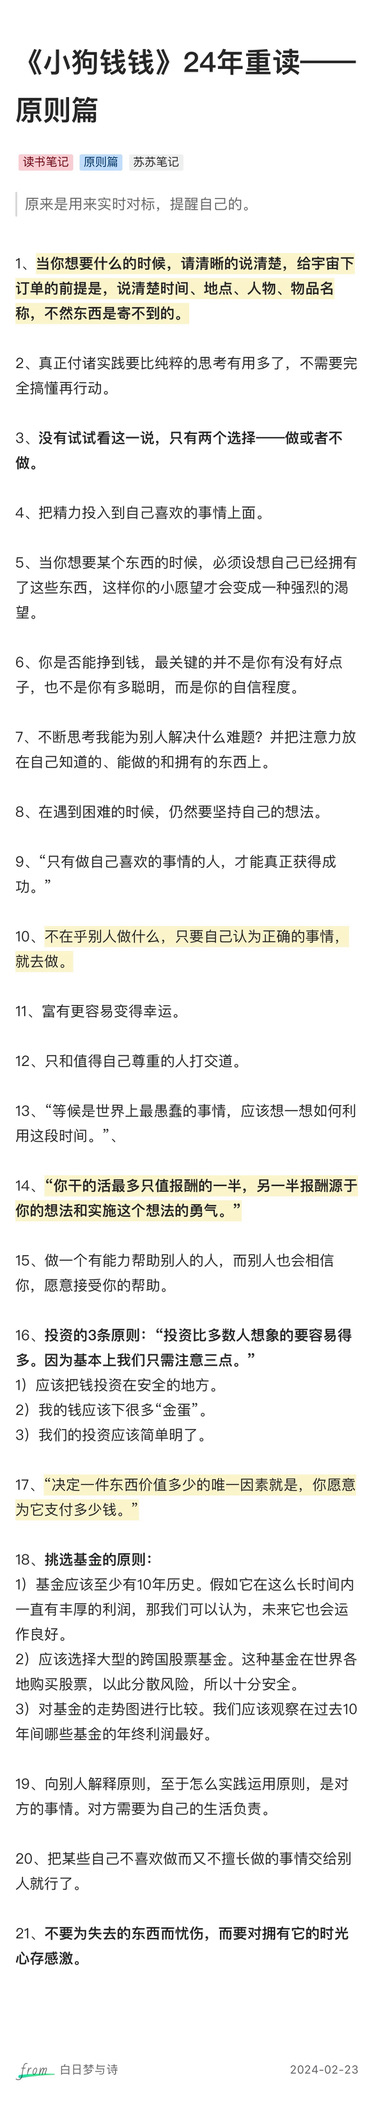 《小狗钱钱》24年重读——
原则篇
读书笔记 原则篇 苏苏笔记
原来是用来实时对标，提醒自己的。
1、当你想要什么的时候，请清晰的说清楚，给宇宙下
订单的前提是，说清楚时间、地点、人物、物品名
称，不然东西是寄不到的。
2、真正付诸实践要比纯粹的思考有用多了，不需要完
全搞懂再行动。
3、没有试试看这一说，只有两个选择——做或者不
做。
4、把精力投入到自己喜欢的事情上面。
5、当你想要某个东西的时候，必须设想自己已经拥有
了这些东西，这样你的小愿望才会变成一种强烈的渴
望。
6、你是否能挣到钱，最关键的并不是你有没有好点
子，也不是你有多聪明，而是你的自信程度。
7、不断思考我能为别人解决什么难题？并把注意力放
在自己知道的、能做的和拥有的东西上。
8、在遇到困难的时候，仍然要坚持自己的想法。
9、“只有做自己喜欢的事情的人，才能真正获得成
功。”
10、不在乎别人做什么，只要自己认为正确的事情，
就去做。
11、富有更容易变得幸运。
12、只和值得自己尊重的人打交道。
13、“等候是世界上最愚蠢的事情，应该想一想如何利
用这段时间。”、
14、“你干的活最多只值报酬的一半，另一半报酬源于
你的想法和实施这个想法的勇气。”
15、做一个有能力帮助别人的人，而别人也会相信
你，愿意接受你的帮助。
16、投资的3条原则：“投资比多数人想象的要容易得
多。因为基本上我们只需注意三点。”
1）应该把钱投资在安全的地方。
2）我的钱应该下很多“金蛋”。
3）我们的投资应该简单明了。
17、“决定一件东西价值多少的唯一因素就是，你愿意
为它支付多少钱。”
18、挑选基金的原则：
1）基金应该至少有10年历史。假如它在这么长时间内
一直有丰厚的利润，那我们可以认为，未来它也会运
作良好。
2）应该选择大型的跨国股票基金。这种基金在世界各
地购买股票，以此分散风险，所以十分安全。
3）对基金的走势图进行比较。我们应该观察在过去10
年间哪些基金的年终利润最好。
19、向别人解释原则，至于怎么实践运用原则，是对
方的事情。对方需要为自己的生活负责。
20、把某些自己不喜欢做而又不擅长做的事情交给别
人就行了。
21、不要为失去的东西而忧伤，而要对拥有它的时光
心存感激。
from 白日梦与诗 2024-02-23